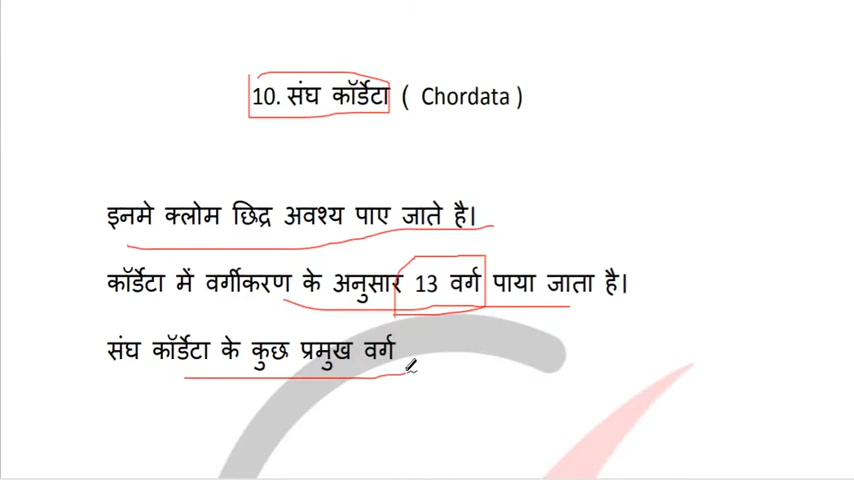 10. संघ कॉर्डेटा ( Chordata )
इनमे क्लोम छिद्र अवश्य पाए जाते है।
कॉर्डेटा में वर्गीकरण के अनुसार 13 वर्ग पाया जाता है।
संघ कॉर्डेटा के कुछ प्रमुख वर्ग